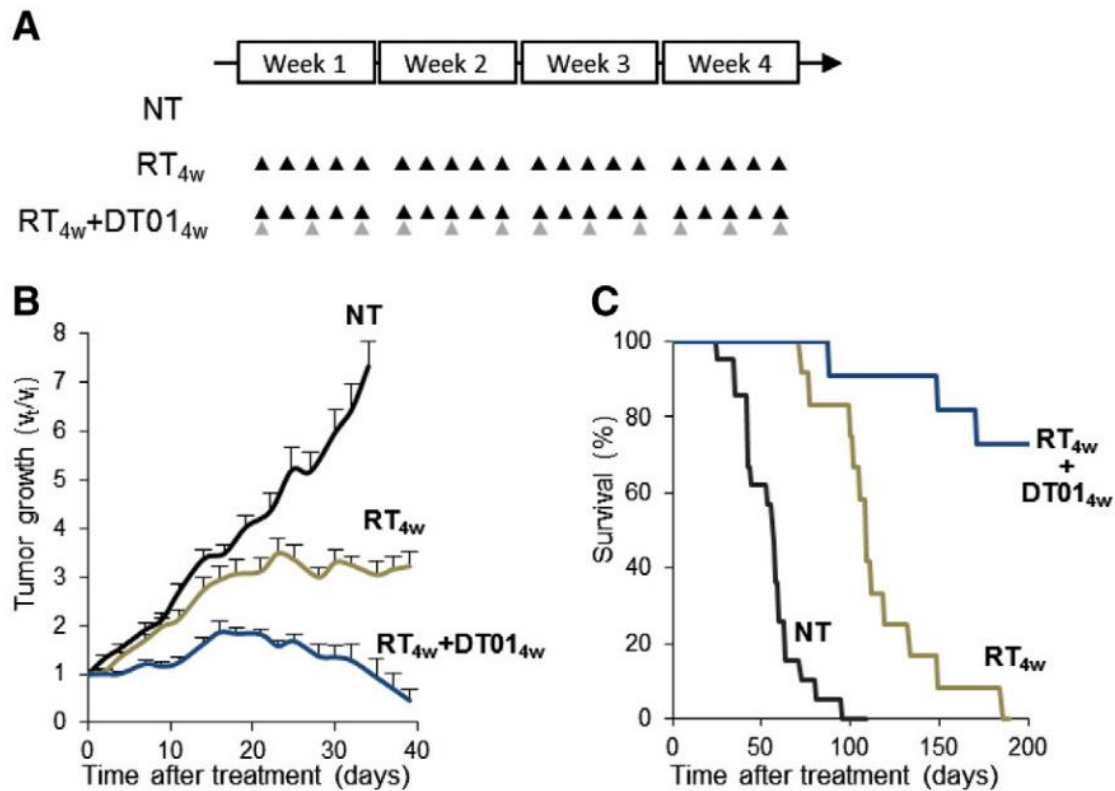 A
Week 1 Week 2 Week 3 Week 4
NT
RT4w
RT4w+DT014w
B
8
7
6
5
4
3
2
1
0
Tumor growth (vt/vi)
NT
RT4w
RT4w+DT014w
0 10 20 30 40
Time after treatment (days)
C
100
80
60
40
20
0
Survival (%)
RT4w
+
DT014w
NT
RT4w
0 50 100 150 200
Time after treatment (days)